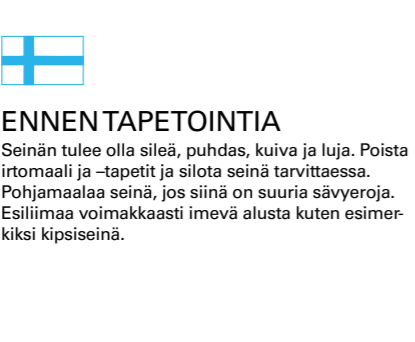 ENNEN TAPETOINTIA
Seinän tulee olla sileä, puhdas, kuiva ja luja. Poista
irtomaali ja –tapetit ja silota seinä tarvittaessa.
Pohjamaalaa seinä, jos siinä on suuria sävyeroja.
Esiliimaa voimakkaasti imevä alusta kuten esimer-
kiksi kipsiseinä.